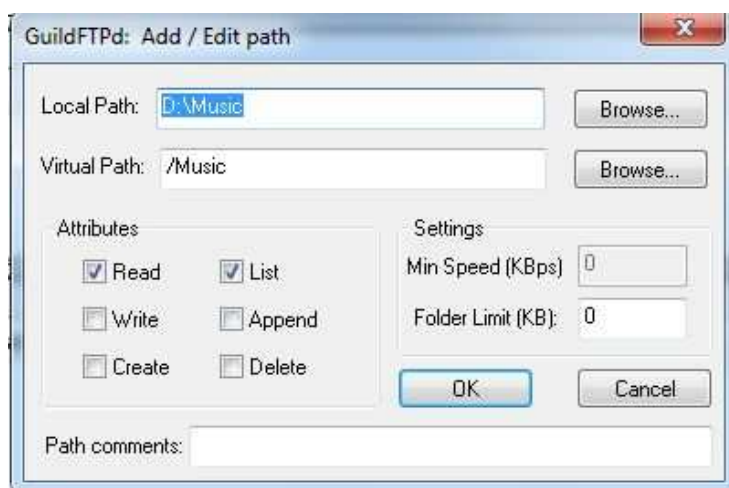 GuildFTPd: Add / Edit path
Local Path: D:\Music Browse...
Virtual Path: /Music Browse...
Attributes Settings
Read List Min Speed (KBps) 0
Write Append Folder Limit (KB): 0
Create Delete OK Cancel
Path comments: